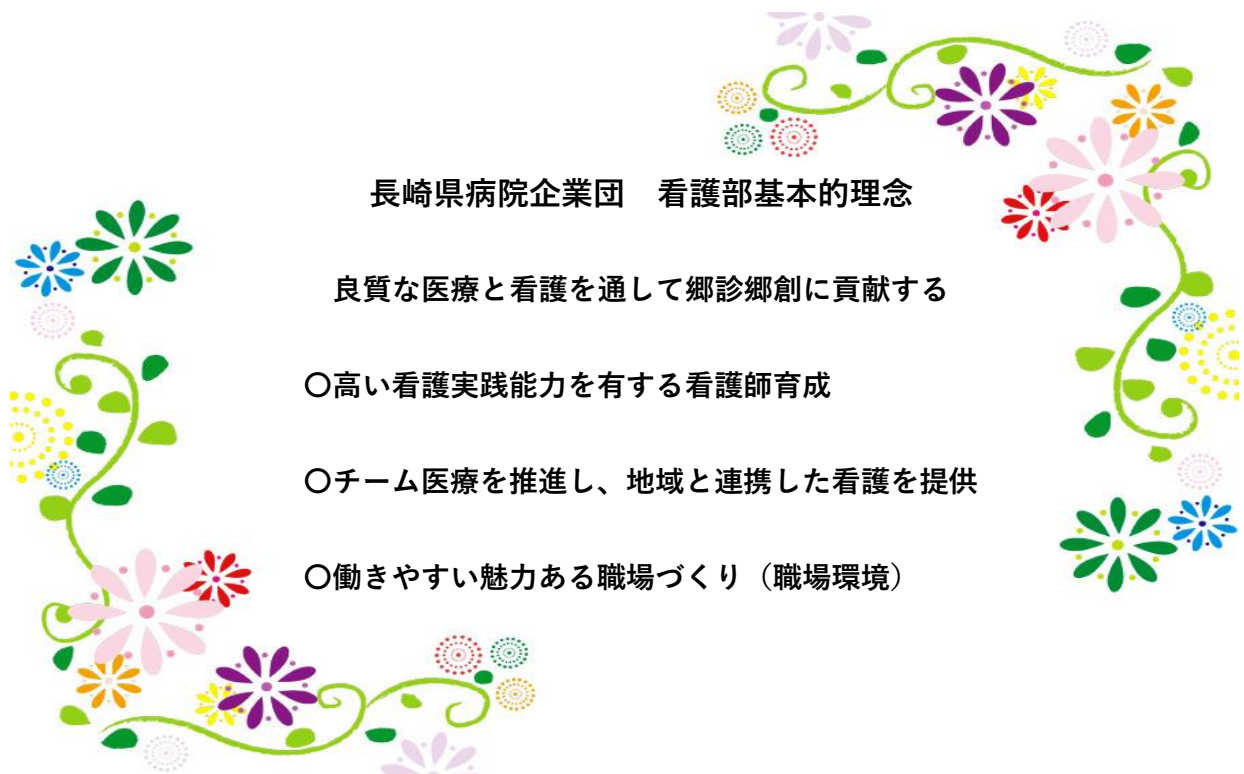 長崎県病院企業団　看護部基本的理念
良質な医療と看護を通して郷診郷創に貢献する
〇高い看護実践能力を有する看護師育成
〇チーム医療を推進し、地域と連携した看護を提供
〇働きやすい魅力ある職場づくり（職場環境）